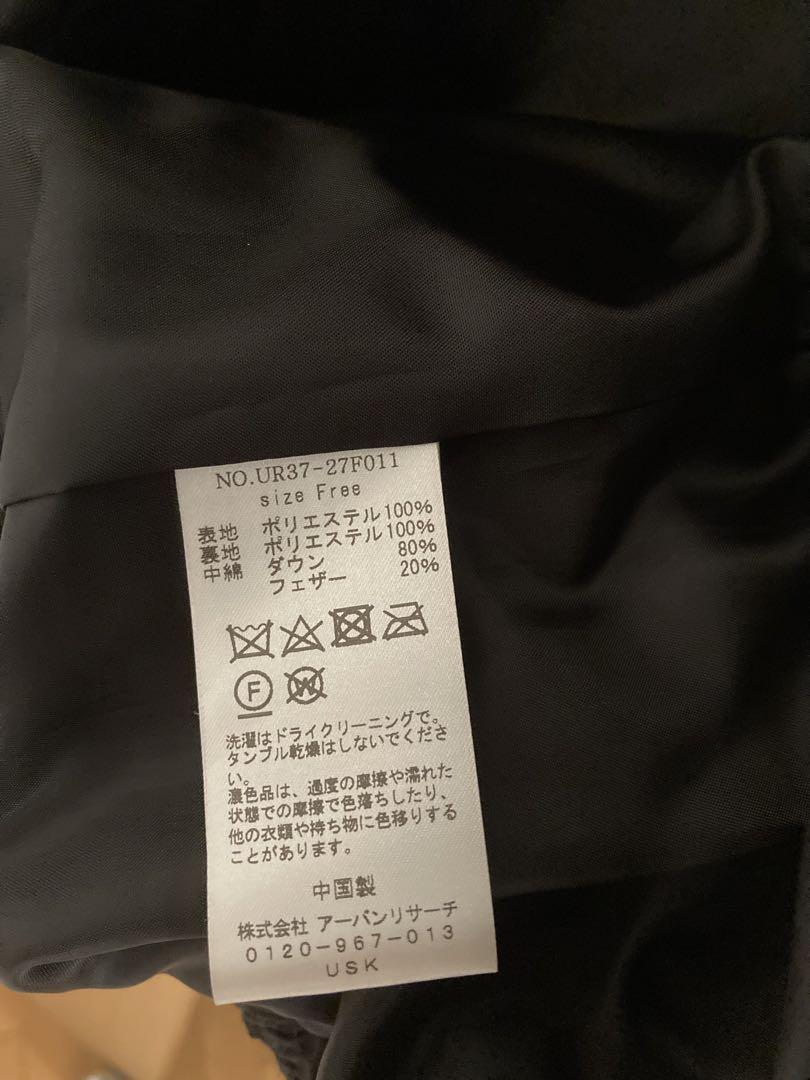 NO.UR37-27F011
size Free
表地 ポリエステル100%
裏地 ポリエステル100%
中綿 ダウン 80%
フェザー 20%
F W
洗濯はドライクリーニングで。
タンブル乾燥はしないでくださ
い。
濃色品は、過度の摩擦や濡れた
状態での摩擦で色落ちしたり、
他の衣類や持ち物に色移りする
ことがあります。
中国製
株式会社 アーバンリサーチ
0120-967-013
USK